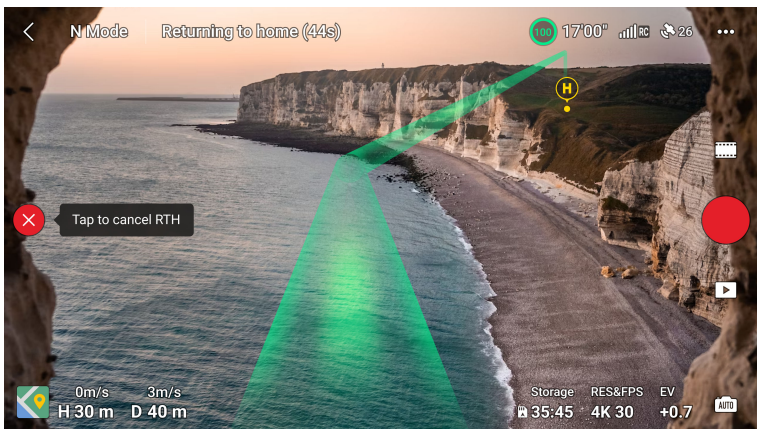 N Mode
Returning to home (44s)
100
17'00"
RC
26
H
Tap to cancel RTH
0m/s
3m/s
H 30 m
D 40 m
Storage
RES&FPS
EV
35:45
4K 30
+0.7
AUTO